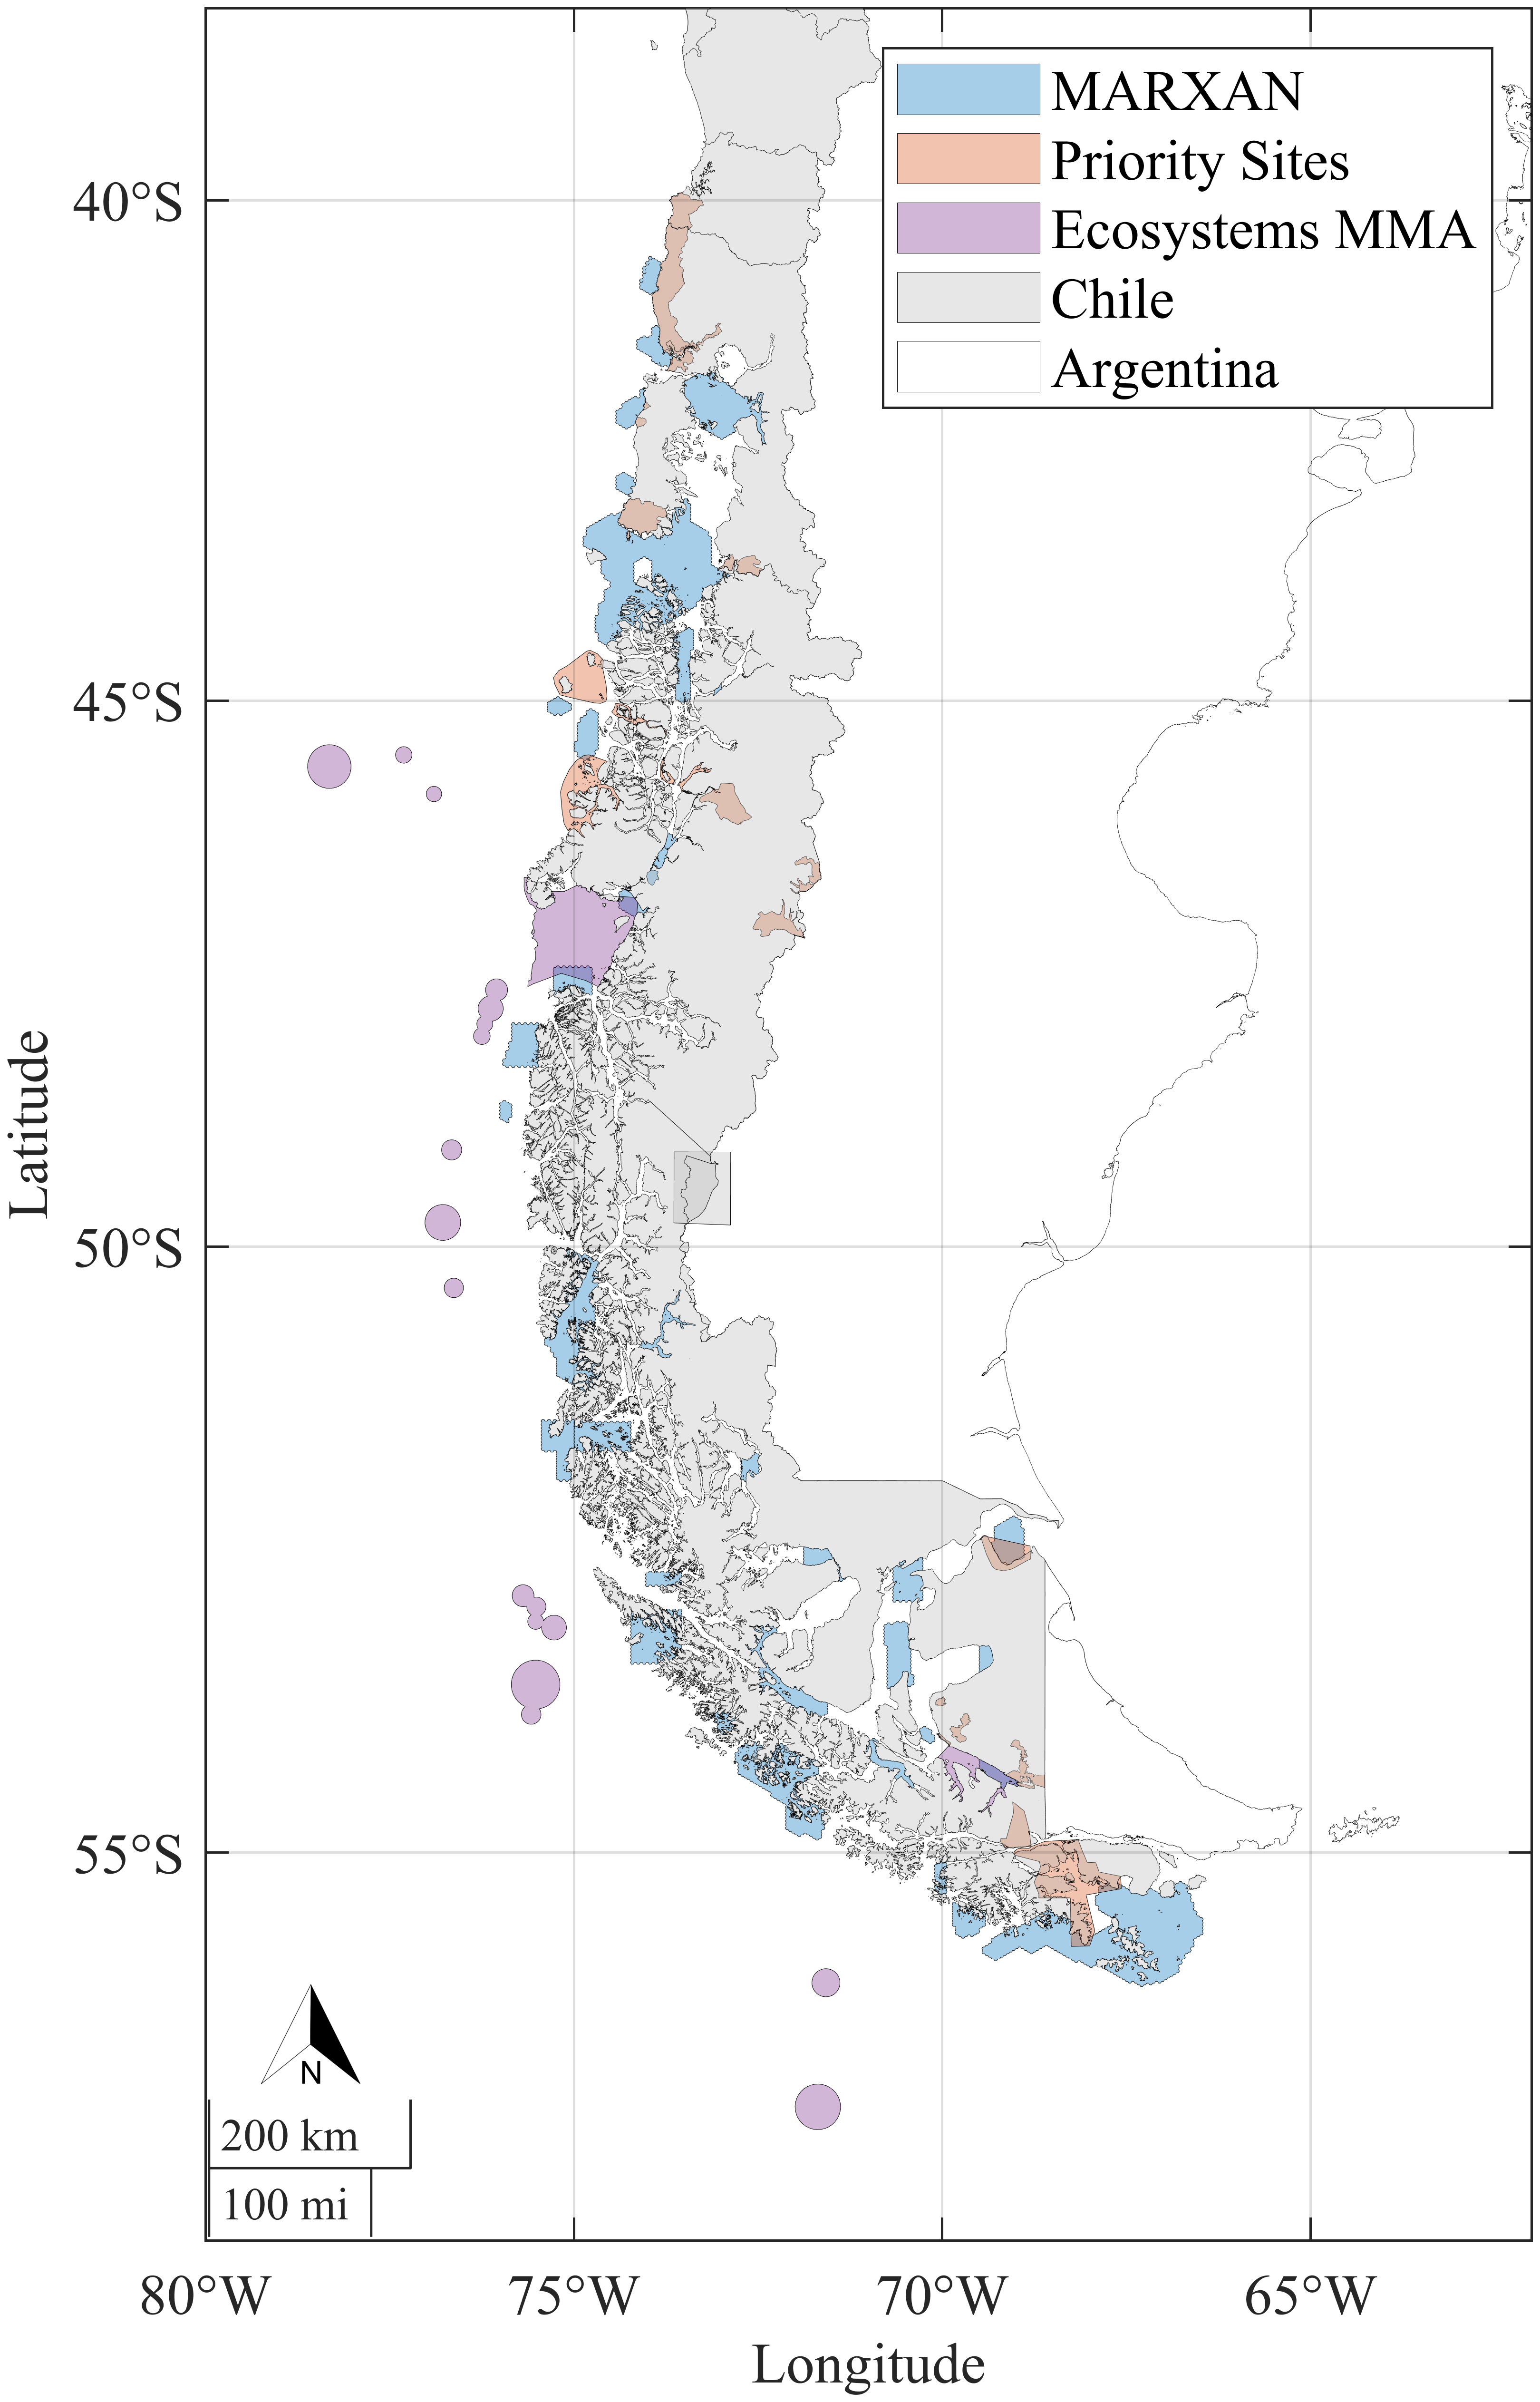 MARXAN
Priority Sites
Ecosystems MMA
Chile
Argentina
40°S
45°S
50°S
55°S
Latitude
N
200 km
100 mi
80°W
75°W
70°W
65°W
Longitude